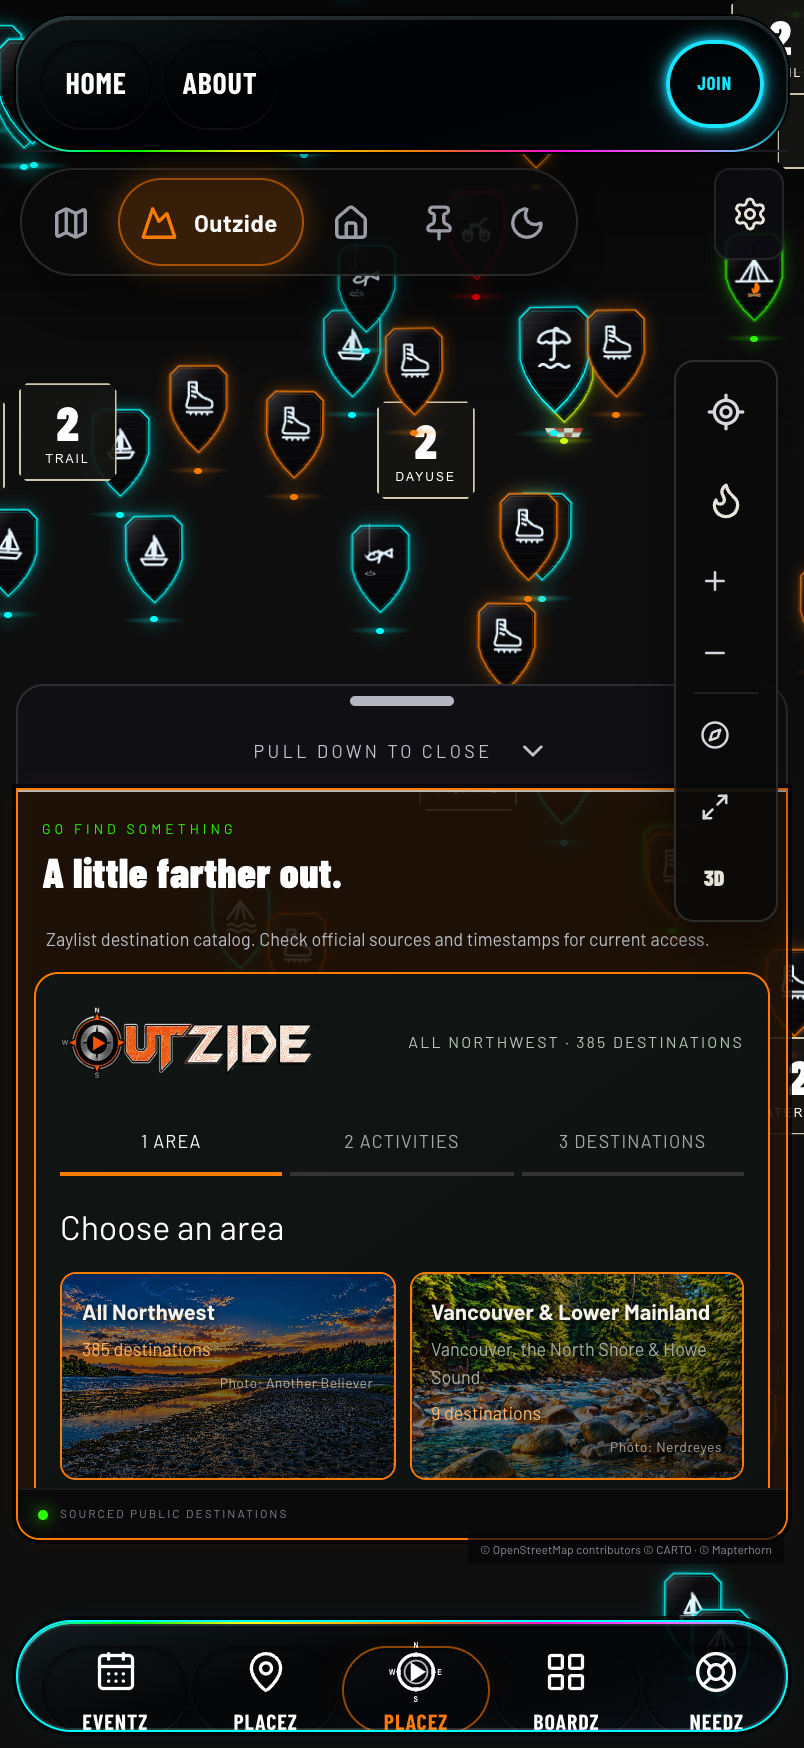 HOME
ABOUT
JOIN
2
Outzide
2
TRAIL
2
DAYUSE
PULL DOWN TO CLOSE
GO FIND SOMETHING
A little farther out.
3D
Zaylist destination catalog. Check official sources and timestamps for current access.
N
W
S
OUTZIDE
ALL NORTHWEST · 385 DESTINATIONS
2
1 AREA
2 ACTIVITIES
3 DESTINATIONS
Choose an area
All Northwest
385 destinations
Photo: Another Believer
Vancouver & Lower Mainland
Vancouver, the North Shore & Howe
Sound
9 destinations
Photo: Nerdreyes
SOURCED PUBLIC DESTINATIONS
© OpenStreetMap contributors © CARTO · © Mapterhorn
N
W
E
S
EVENTZ
PLACEZ
PLACEZ
BOARDZ
NEEDZ